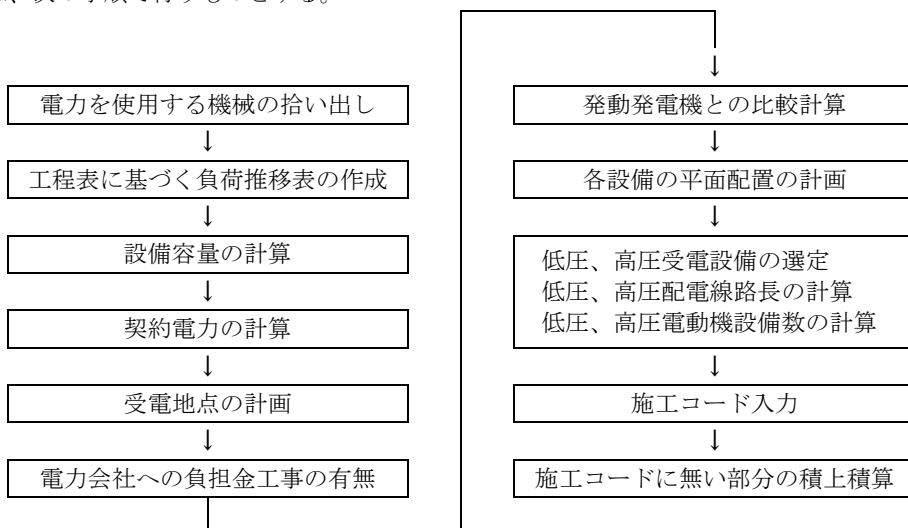 電力を使用する機械の拾い出し
↓
工程表に基づく負荷推移表の作成
↓
設備容量の計算
↓
契約電力の計算
↓
受電地点の計画
↓
電力会社への負担金工事の有無
↓
発動発電機との比較計算
↓
各設備の平面配置の計画
↓
低圧、高圧受電設備の選定
低圧、高圧配電線路長の計算
低圧、高圧電動機設備数の計算
↓
施工コード入力
↓
施工コードに無い部分の積上積算